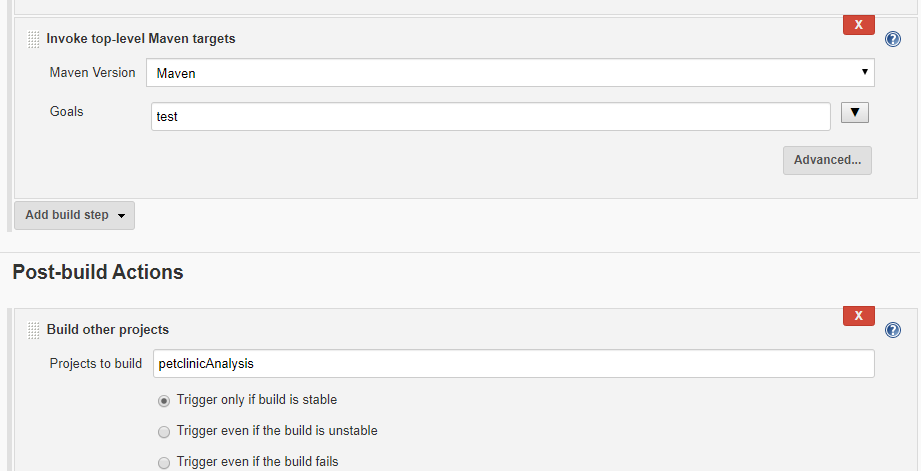 X
Invoke top-level Maven targets
?
Maven Version
Maven
Goals
test
Advanced...
Add build step
Post-build Actions
X
Build other projects
?
Projects to build
petclinicAnalysis
Trigger only if build is stable
Trigger even if the build is unstable
Trigger even if the build fails